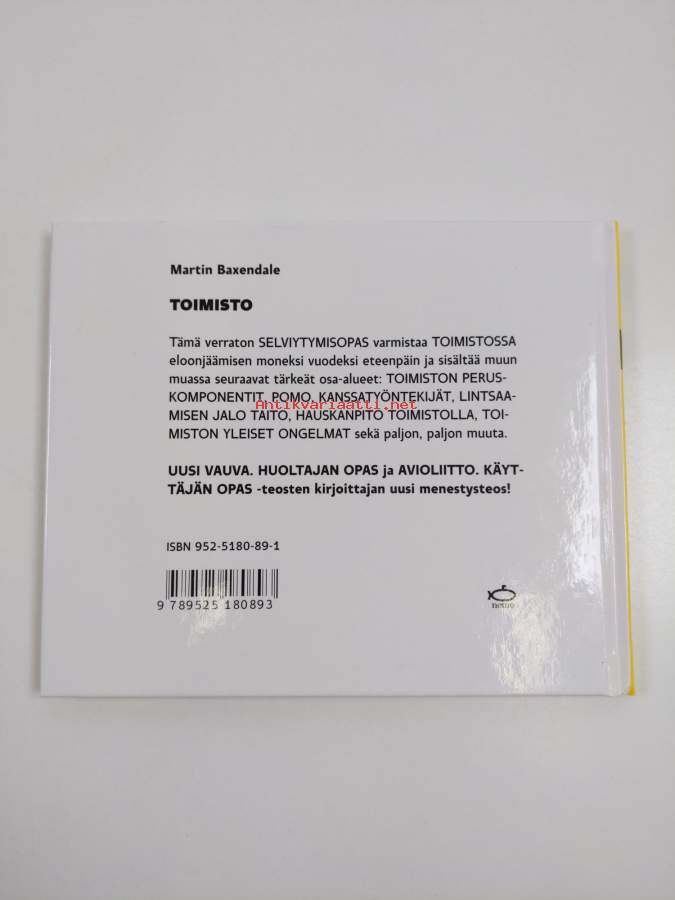 Martin Baxendale
TOIMISTO
Tämä verraton SELVIYTYMISOPAS varmistaa TOIMISTOSSA
eloonjäämisen moneksi vuodeksi eteenpäin ja sisältää muun
muassa seuraavat tärkeät osa-alueet: TOIMISTON PERUS-
KOMPONENTIT, POMO, KANSSATYÖNTEKIJÄT, LINTSAA-
Antikvariaatti.net
MISEN JALO TAITO, HAUSKANPITO TOIMISTOLLA, TOI-
MISTON YLEISET ONGELMAT sekä paljon, paljon muuta.
UUSI VAUVA. HUOLTAJAN OPAS ja AVIOLIITTO. KÄYT-
TÄJÄN OPAS -teosten kirjoittajan uusi menestysteos!
ISBN 952-5180-89-1
9 789525 180893
nemo